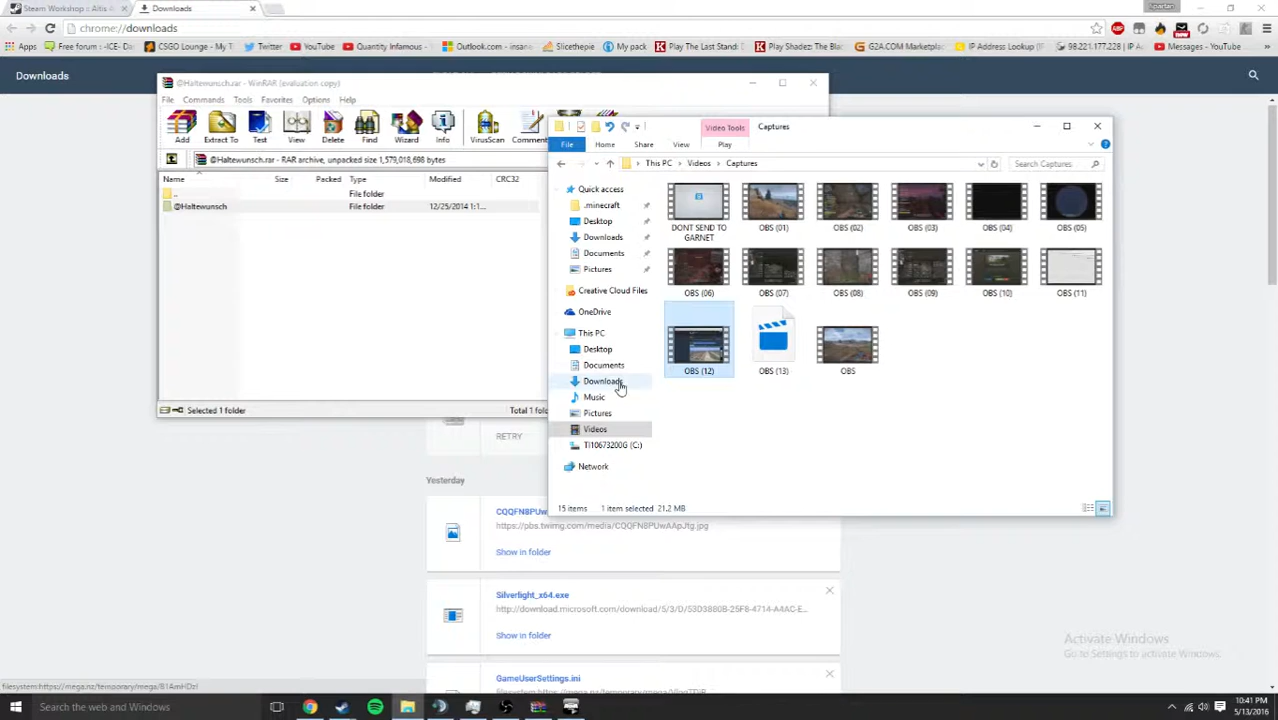 Steam Workshop :: Altis
Downloads
Spartan
chrome://downloads
Apps
Free forum : -ICE- De
CSGO Lounge - My T
Twitter
YouTube
Quantity Infamous -
Outlook.com - insane
Slicethepie
My pack
Play The Last Stand:
Play Shadez: The Bla
G2A.COM Marketplac
IP Address Lookup (I
98.221.177.228 | IP A
Messages - YouTube
Downloads
@Haltewunsch.rar - WinRAR (evaluation copy)
File Commands Tools Favorites Options Help
Add Extract To Test View Delete Find Wizard Info VirusScan Comment
@Haltewunsch.rar - RAR archive, unpacked size 1,579,018,698 bytes
Name Size Packed Type Modified CRC32
.. File folder
@Haltewunsch File folder 12/25/2014 1:1...
Selected 1 folder
Total 1 fold
Video Tools
Captures
File Home Share View Play
This PC > Videos > Captures
Search Captures
Quick access
.minecraft
Desktop
Downloads
Documents
Pictures
Creative Cloud Files
OneDrive
This PC
Desktop
Documents
Downloads
Music
Pictures
Videos
TI10673200G (C:)
Network
DONT SEND TO
GARNET
OBS (01)
OBS (02)
OBS (03)
OBS (04)
OBS (05)
OBS (06)
OBS (07)
OBS (08)
OBS (09)
OBS (10)
OBS (11)
OBS (12)
OBS (13)
OBS
15 items 1 item selected 21.2 MB
RETRY
Yesterday
CQQFN8PUw
https://pbs.twimg.com/media/CQQFN8PUwAApJfg.jpg
Show in folder
Silverlight_x64.exe
http://download.microsoft.com/download/5/3/D/53D3880B-25F8-4714-A4AC-E...
Show in folder
GameUserSettings.ini
Activate Windows
Go to Settings to activate Windows.
filesystem:https://mega.nz/temporary/mega/B1AmHDzI
Search the web and Windows
10:41 PM
5/13/2016